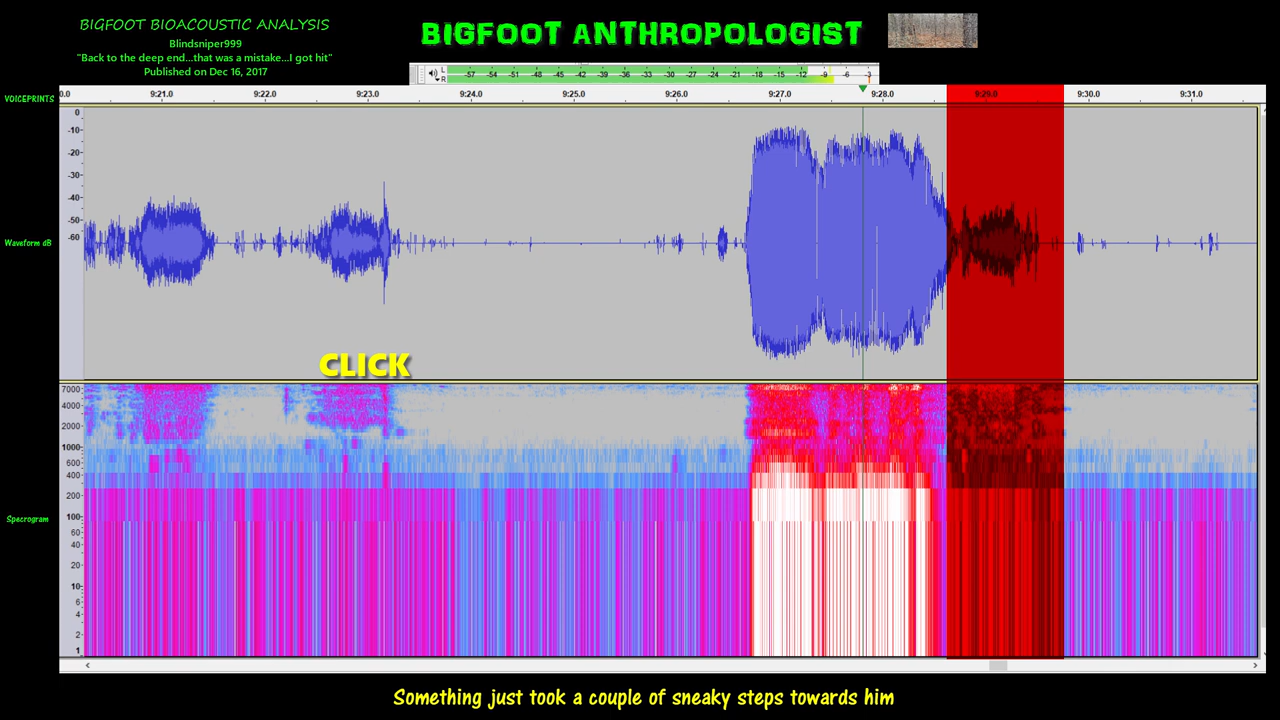 BIGFOOT BIOACOUSTIC ANALYSIS
Blindsniper999
"Back to the deep end...that was a mistake...I got hit"
Published on Dec 16, 2017
BIGFOOT ANTHROPOLOGIST
L
R
-57 -54 -51 -48 -45 -42 -39 -36 -33 -30 -27 -24 -21 -18 -15 -12 -9 -6 -3
VOICEPRINTS
0.0 9:21.0 9:22.0 9:23.0 9:24.0 9:25.0 9:26.0 9:27.0 9:28.0 9:29.0 9:30.0 9:31.0
0
-10
-20
-30
-40
-50
-60
Waveform dB
CLICK
7000
4000
2000
1000
600
400
200
100
60
40
20
10
6
4
2
1
Specrogram
Something just took a couple of sneaky steps towards him